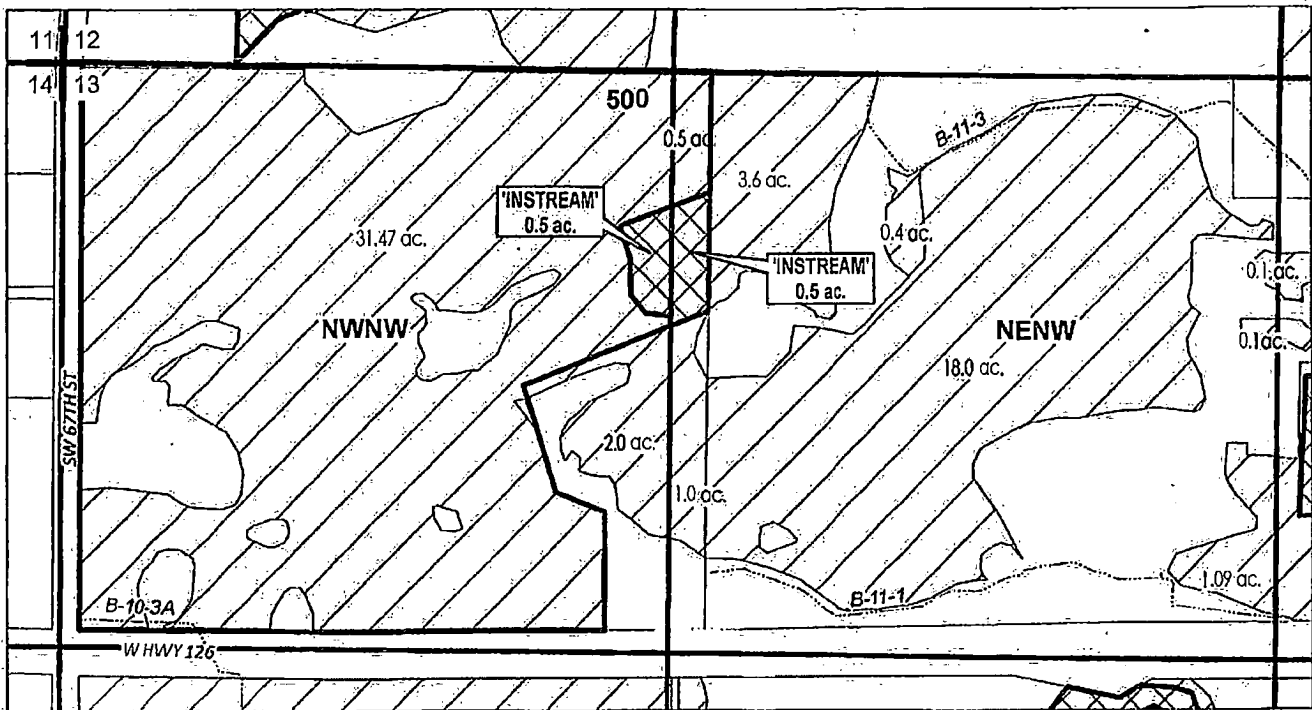 11 12
14 13
500
0.5 ac.
B-11-3
3.6 ac.
'INSTREAM'
0.5 ac.
31.47 ac.
0.4 ac.
'INSTREAM'
0.5 ac.
0.1 ac.
NWNW
NENW
0.1 ac.
18.0 ac.
SW 67TH ST
2.0 ac.
1.0 ac.
1.09 ac.
B-10-3A
B-11-1
W HWY 126